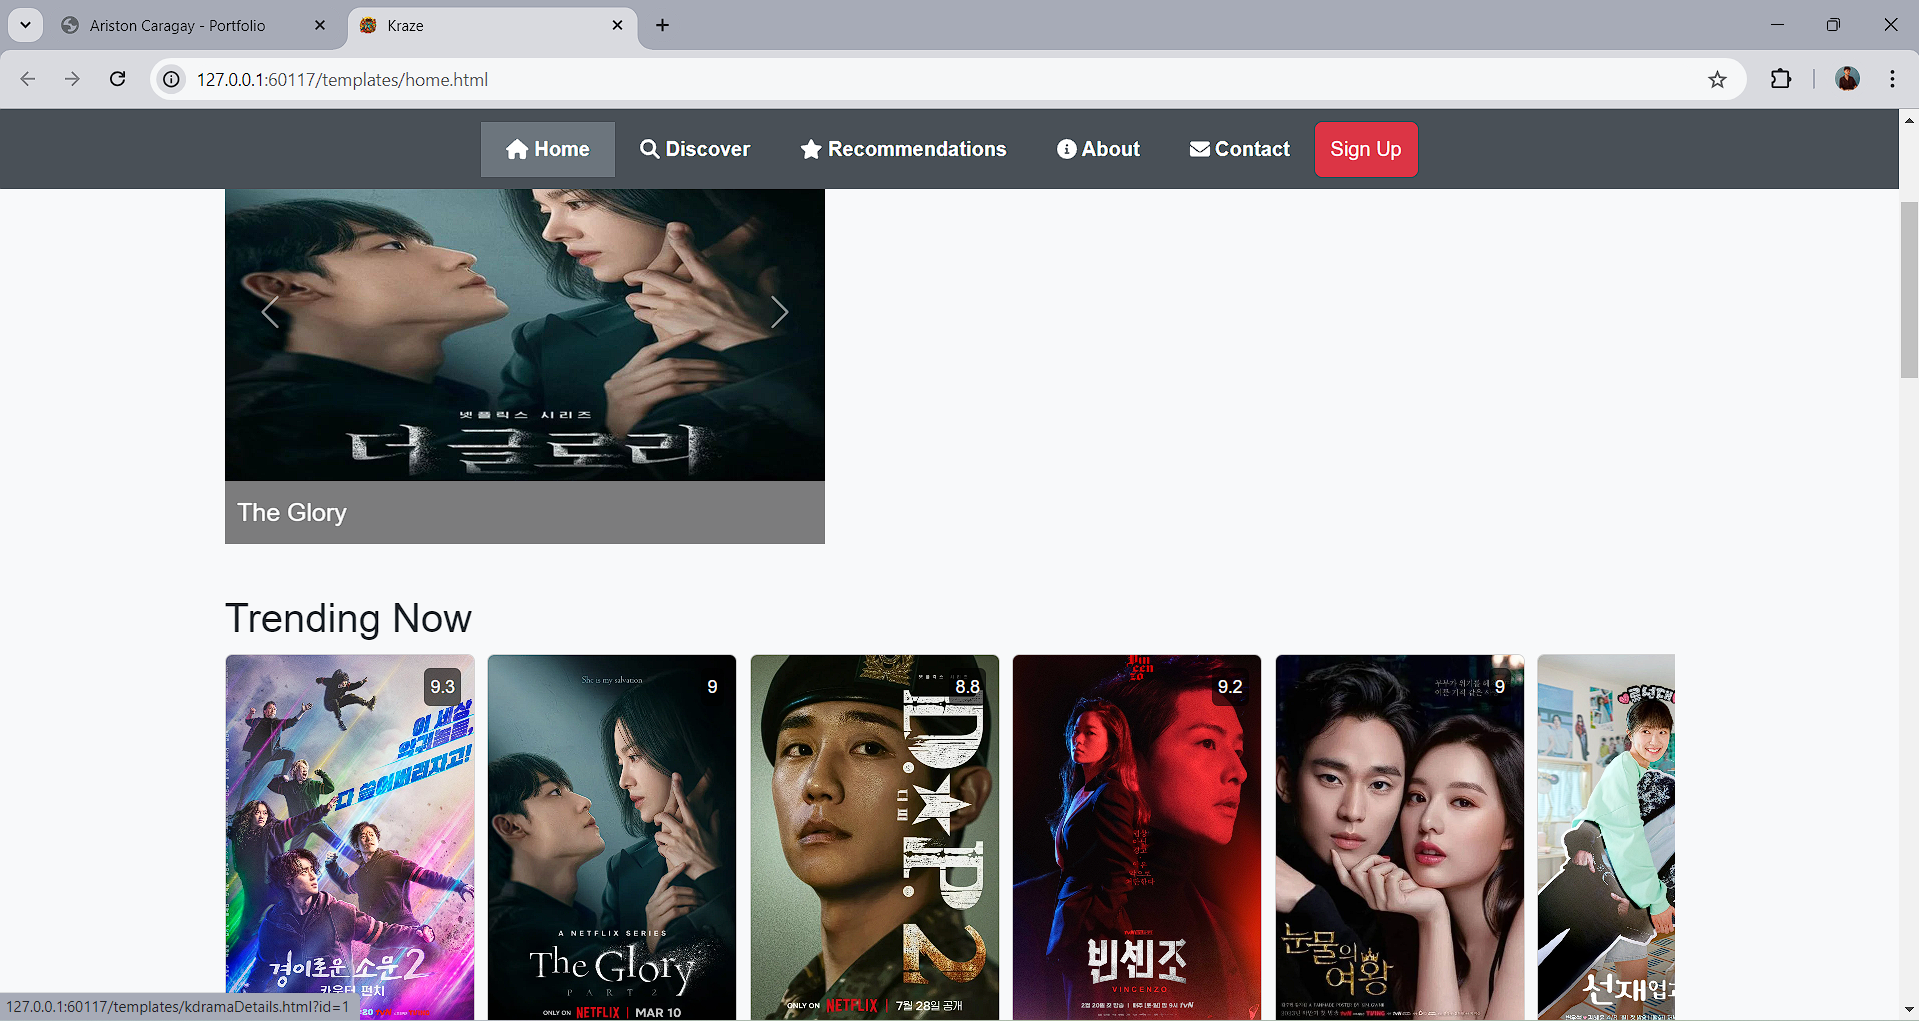 Ariston Caragay - Portfolio
Kraze
127.0.0.1:60117/templates/home.html
Home
Discover
Recommendations
About
Contact
Sign Up
넷플릭스 시리즈
더 글로리
The Glory
Trending Now
9.3
이 세상
악귀놈들,
다 쓸어버리자고!
경이로운 소문2
카운터 펀치
She is my salvation
9
A NETFLIX SERIES
The Glory
PART 2
ONLY ON NETFLIX | MAR 10
8.8
D.P.2
디피
ONLY ON NETFLIX | 7월 28일 공개
9.2
빈센조
VINCENZO
9
눈물의
여왕
선재 업고
127.0.0.1:60117/templates/kdramaDetails.html?id=1